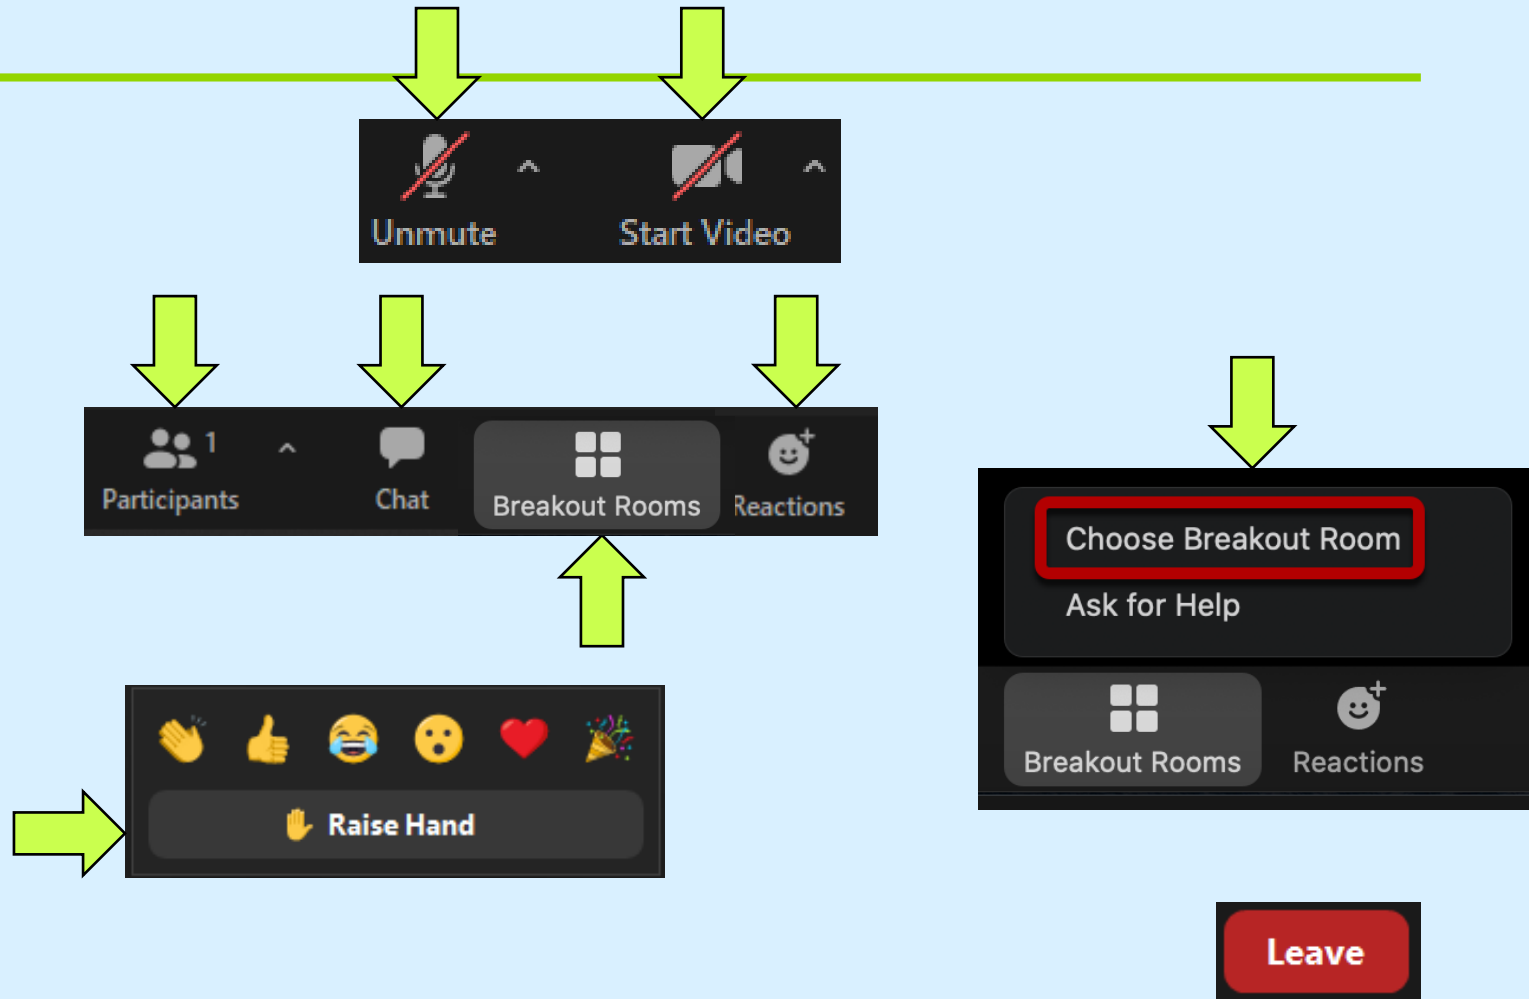 Unmute
Start Video
Participants 1
Chat
Breakout Rooms
Reactions
Choose Breakout Room
Ask for Help
Breakout Rooms
Reactions
Raise Hand
Leave